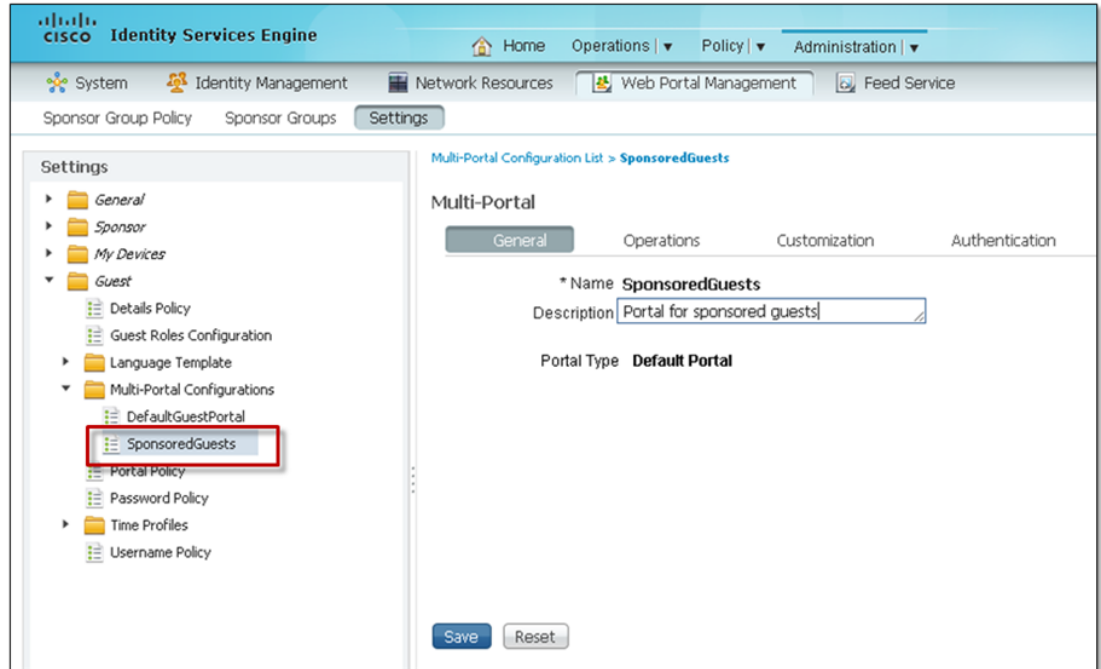 cisco Identity Services Engine
Home Operations | ▼ Policy | ▼ Administration | ▼
System Identity Management Network Resources Web Portal Management Feed Service
Sponsor Group Policy Sponsor Groups Settings
Settings
General
Sponsor
My Devices
Guest
Details Policy
Guest Roles Configuration
Language Template
Multi-Portal Configurations
DefaultGuestPortal
SponsoredGuests
Portal Policy
Password Policy
Time Profiles
Username Policy
Multi-Portal Configuration List > SponsoredGuests
Multi-Portal
General Operations Customization Authentication
* Name SponsoredGuests
Description Portal for sponsored guests
Portal Type Default Portal
Save Reset